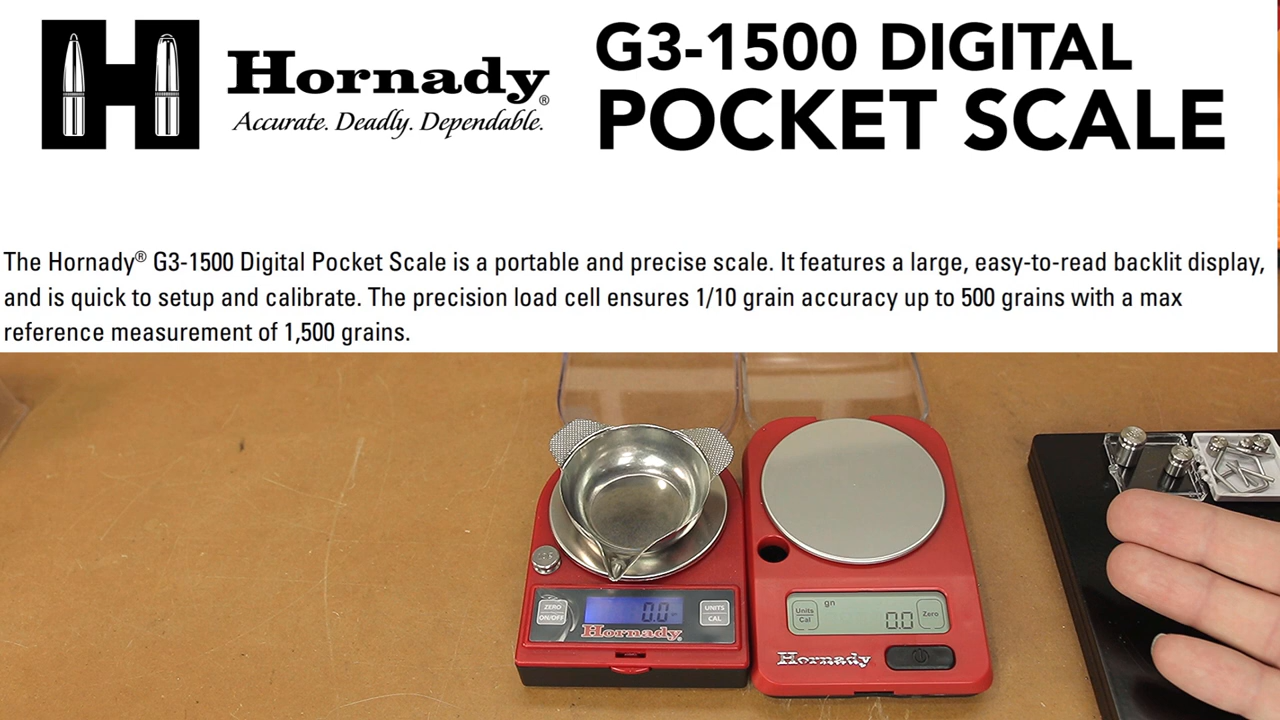 Hornady®
Accurate. Deadly. Dependable.
G3-1500 DIGITAL
POCKET SCALE
The Hornady® G3-1500 Digital Pocket Scale is a portable and precise scale. It features a large, easy-to-read backlit display,
and is quick to setup and calibrate. The precision load cell ensures 1/10 grain accuracy up to 500 grains with a max
reference measurement of 1,500 grains.
ZERO
ON/OFF
0.0
UNITS
CAL
Hornady
Units
Cal
gn
0.0
Zero
Hornady